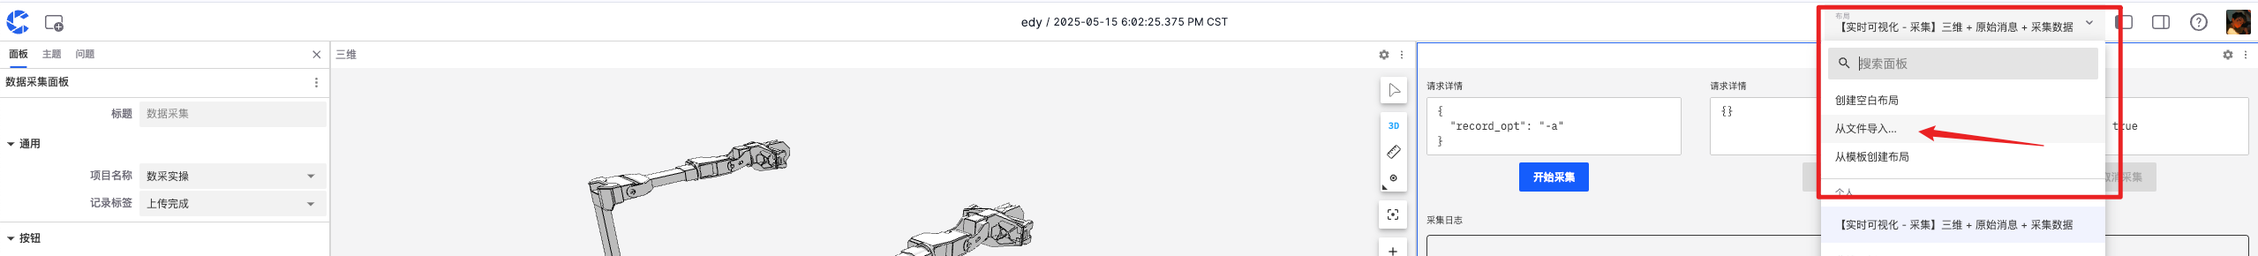 edy / 2025-05-15 6:02:25.375 PM CST
布局
【实时可视化 - 采集】三维 + 原始消息 + 采集数据
面板 主题 问题
三维
数据采集面板
标题 数据采集
通用
项目名称 数采实操
记录标签 上传完成
按钮
3D
请求详情
{
"record_opt": "-a"
}
开始采集
请求详情
{}
true
取消采集
采集日志
搜索面板
创建空白布局
从文件导入...
从模板创建布局
个人
【实时可视化 - 采集】三维 + 原始消息 + 采集数据